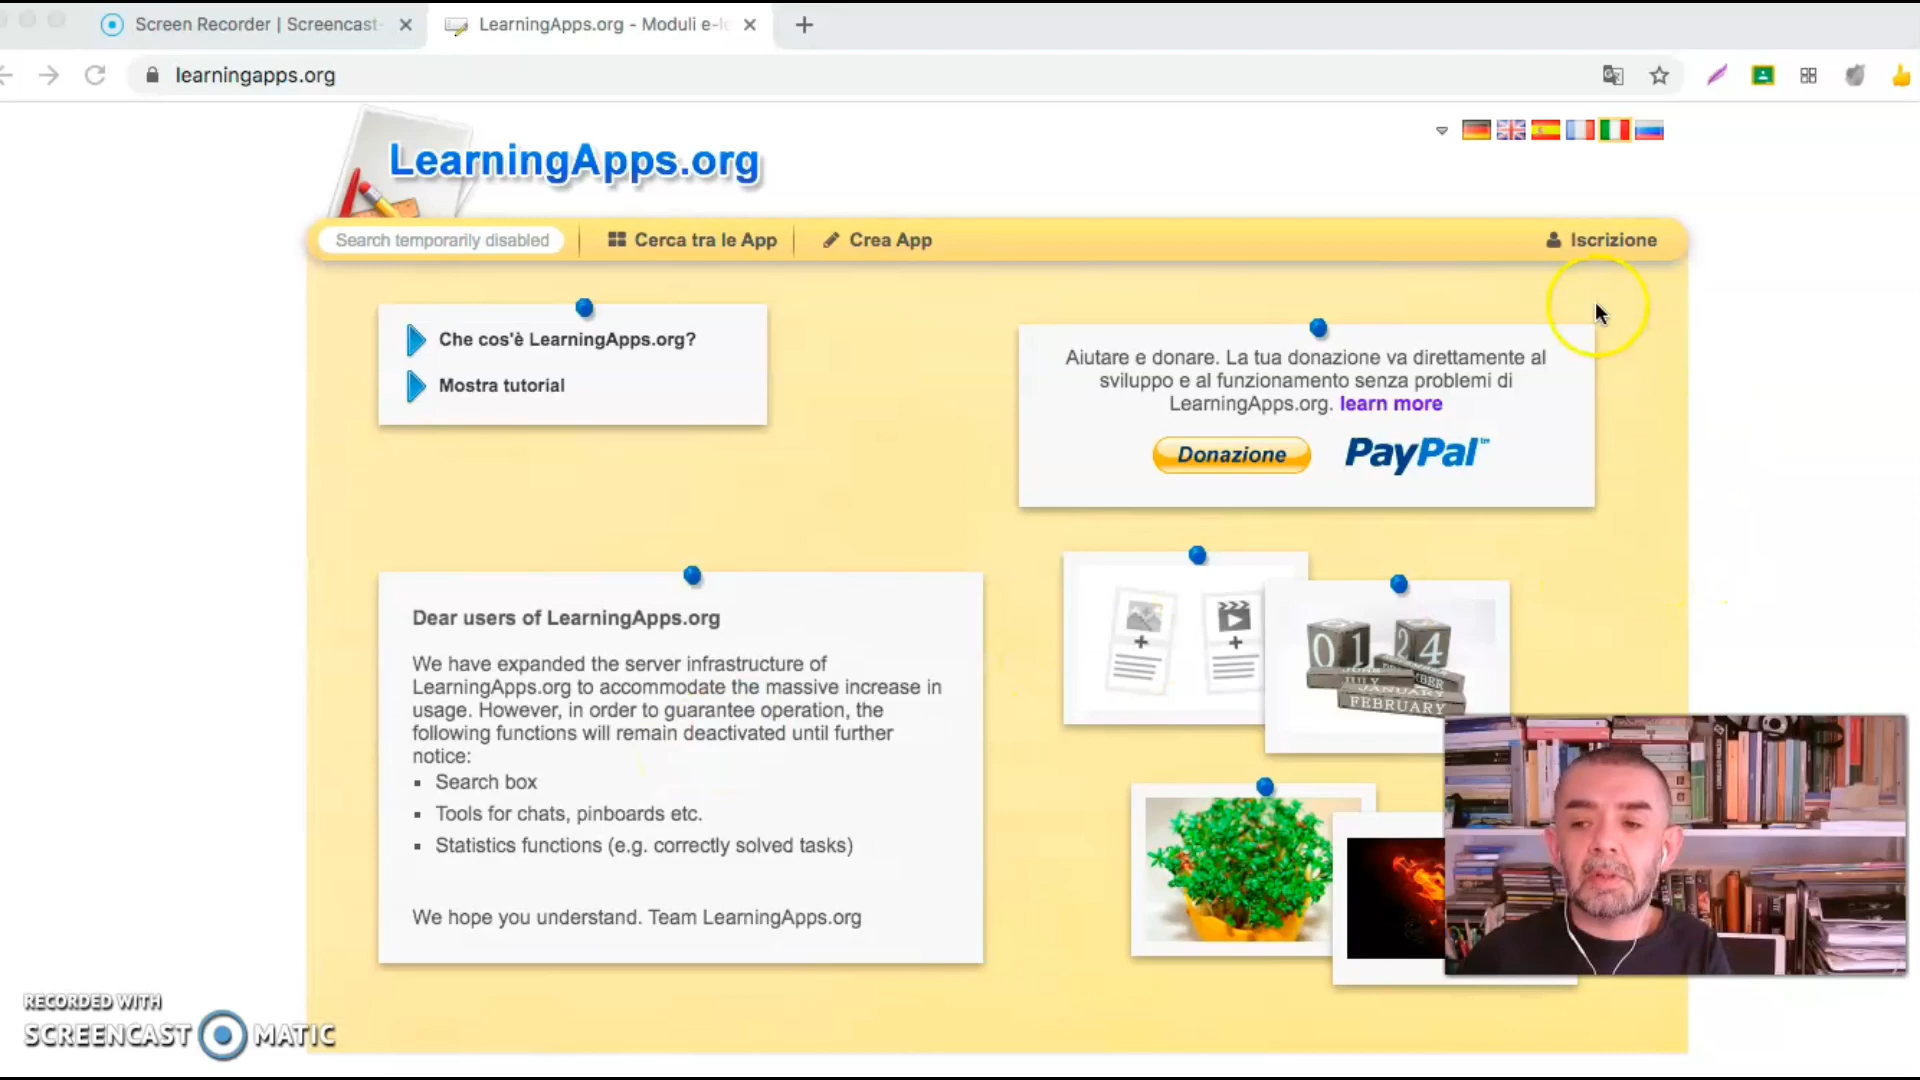 Screen Recorder | Screencast-
LearningApps.org - Moduli e-le
learningapps.org
LearningApps.org
Search temporarily disabled
Cerca tra le App
Crea App
Iscrizione
Che cos'è LearningApps.org?
Mostra tutorial
Aiutare e donare. La tua donazione va direttamente al
sviluppo e al funzionamento senza problemi di
LearningApps.org. learn more
Donazione
PayPal™
Dear users of LearningApps.org
We have expanded the server infrastructure of
LearningApps.org to accommodate the massive increase in
usage. However, in order to guarantee operation, the
following functions will remain deactivated until further
notice:
Search box
Tools for chats, pinboards etc.
Statistics functions (e.g. correctly solved tasks)
We hope you understand. Team LearningApps.org
01 24
JULY
JANUARY
FEBRUARY
RECORDED WITH
SCREENCAST MATIC